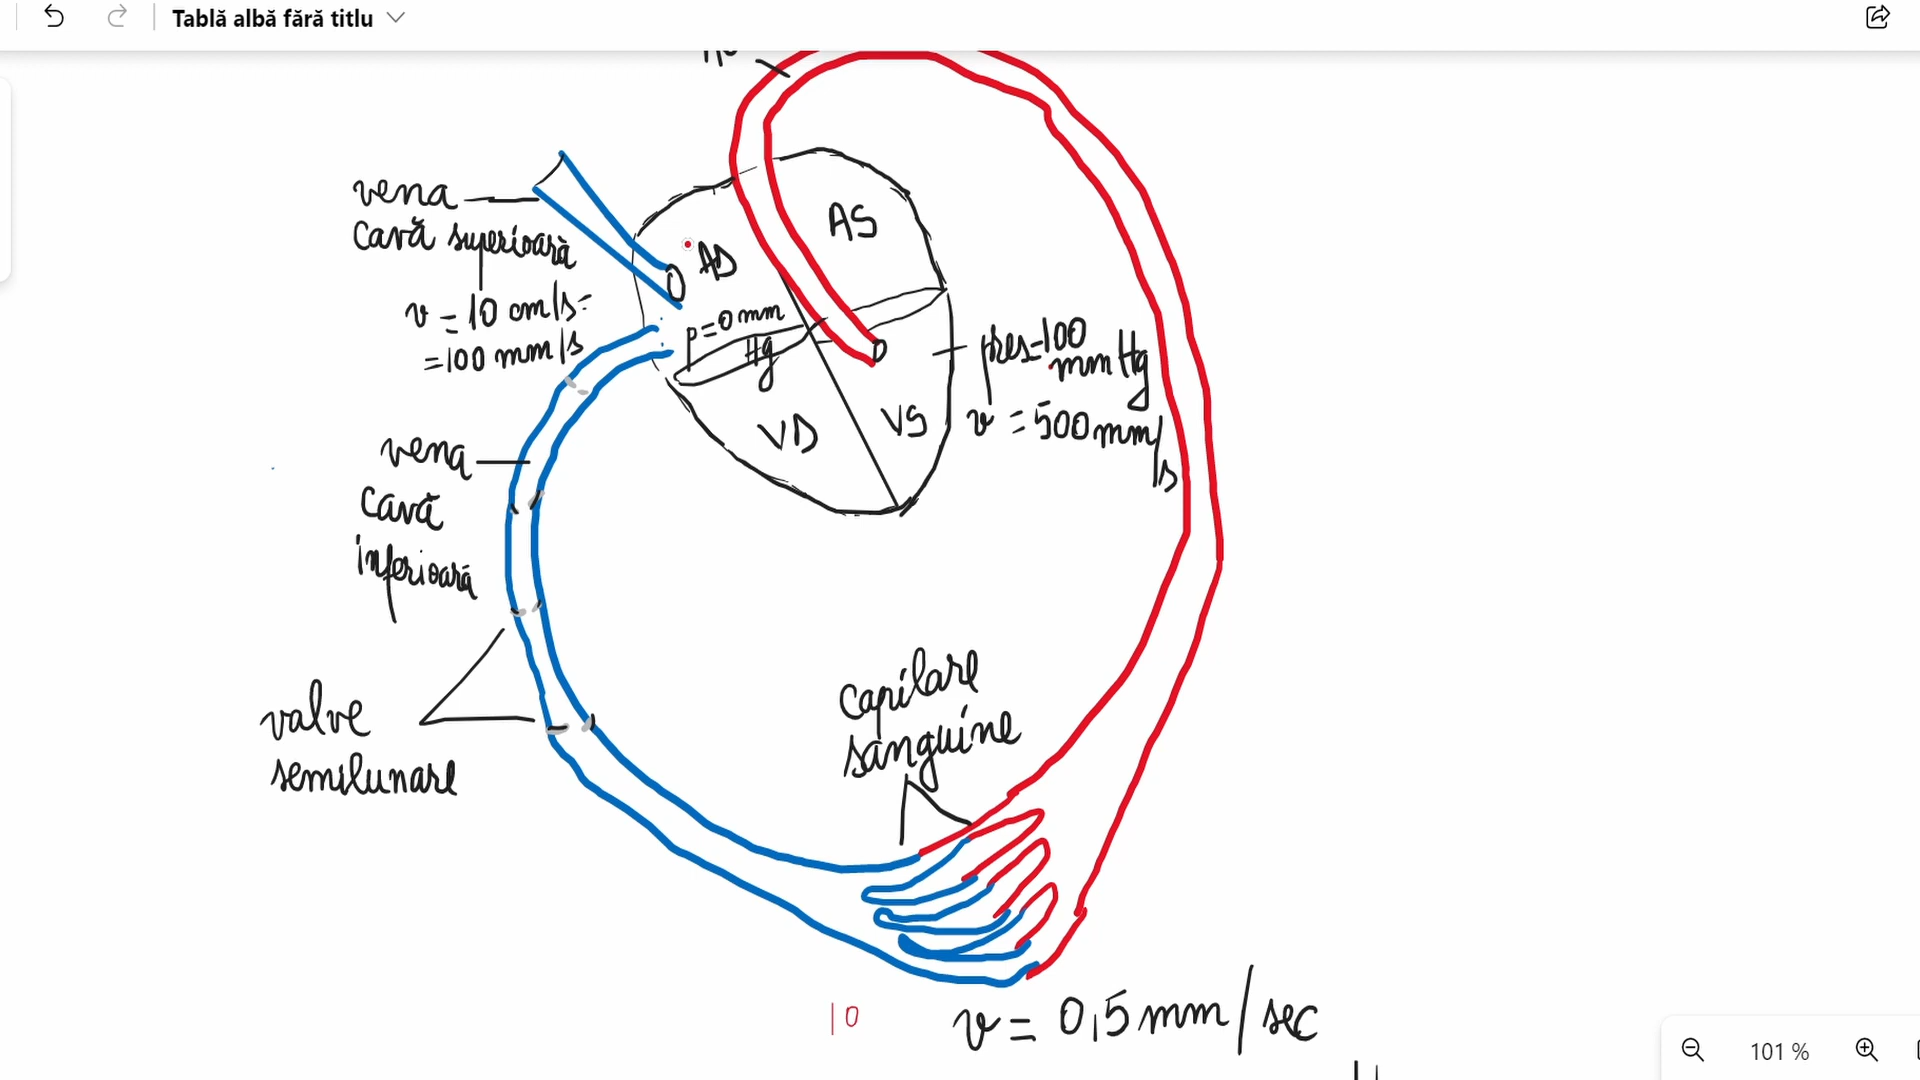 Tablă albă fără titlu
vena
cavă superioară
v = 10 cm/s =
= 100 mm/s
AD
AS
p = 0 mm
Hg
VD
VS
pres = 100
mm Hg
v = 500 mm/
s
vena
cavă
inferioară
valve
semilunare
capilare
sanguine
10
v = 0,5 mm/sec
101 %